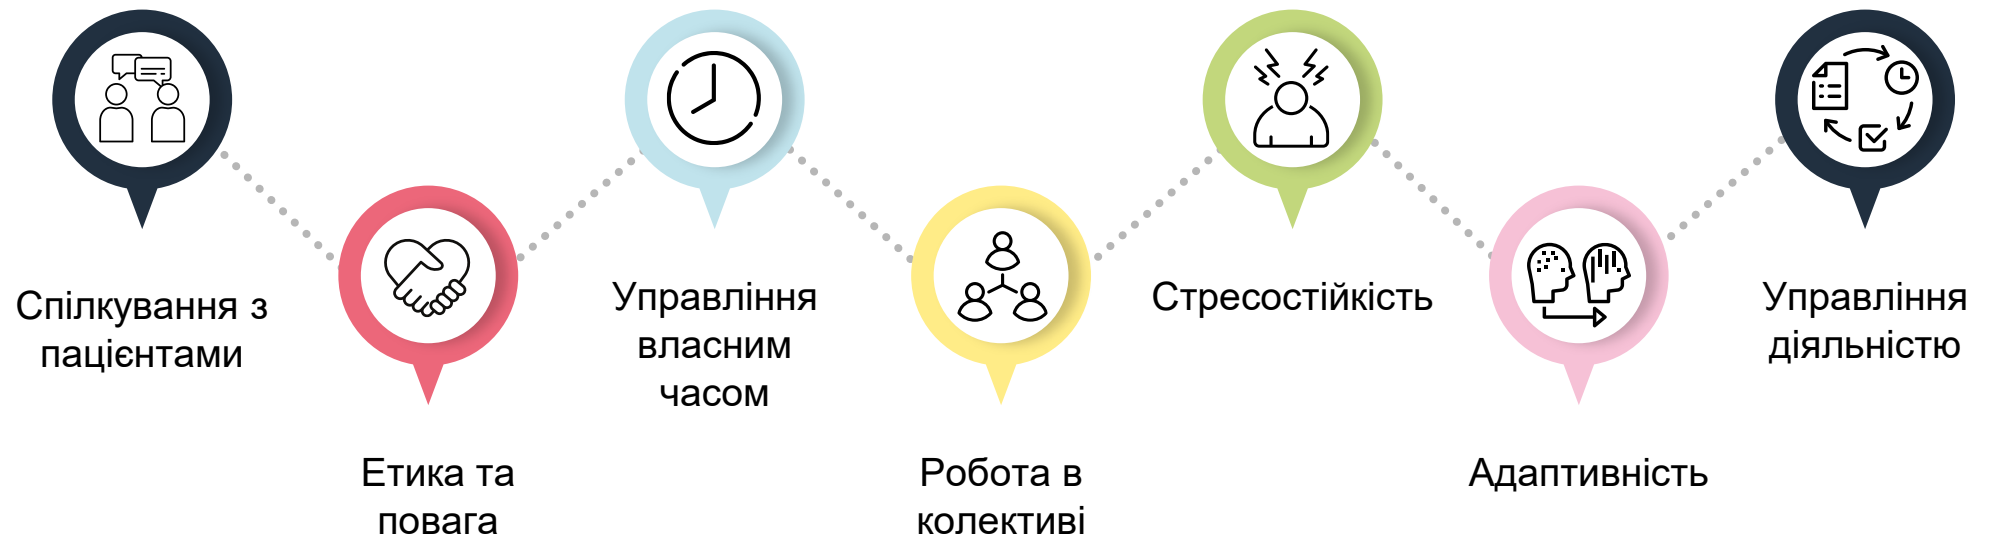 Спілкування з
пацієнтами
Етика та
повага
Управління
власним
часом
Робота в
колективі
Стресостійкість
Адаптивність
Управління
діяльністю